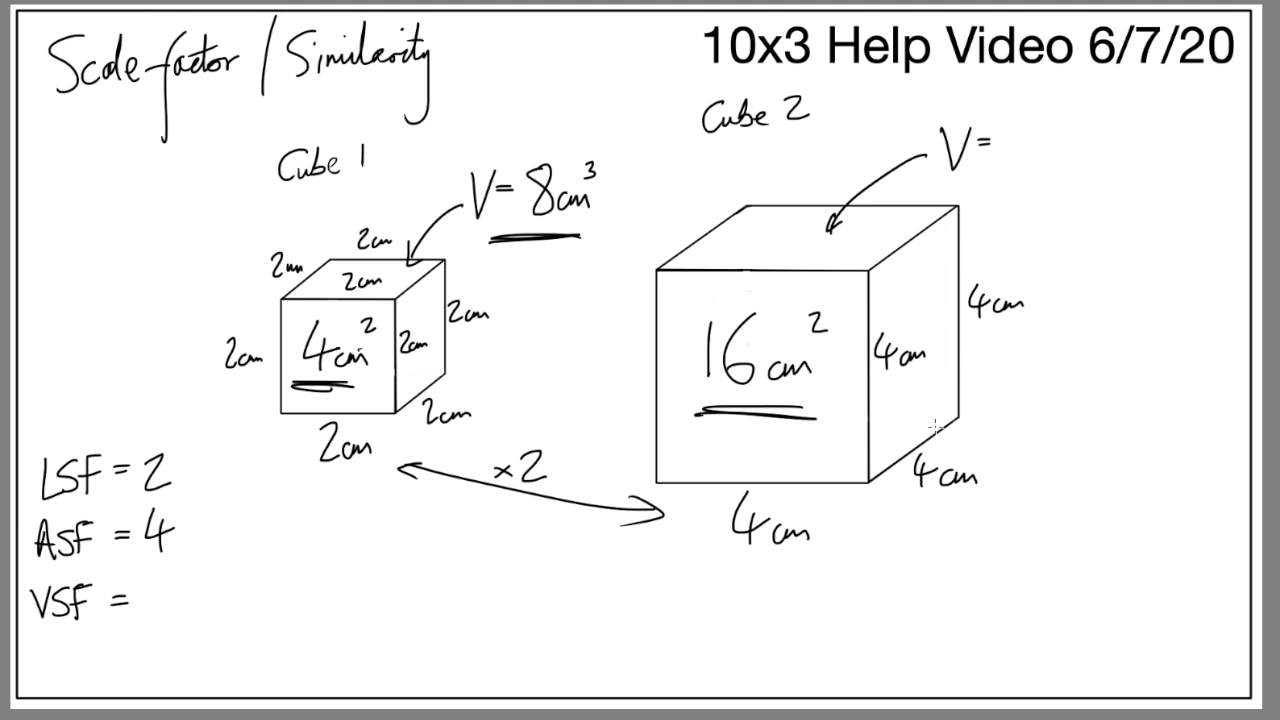 Scale factor / Similarity
10x3 Help Video 6/7/20
Cube 1
Cube 2
V= 8cm³
V=
2cm
2cm
2cm
2cm
2cm
4cm²
2cm
2cm
2cm
16cm²
4cm
4cm
4cm
4cm
×2
LSF = 2
ASF = 4
VSF =